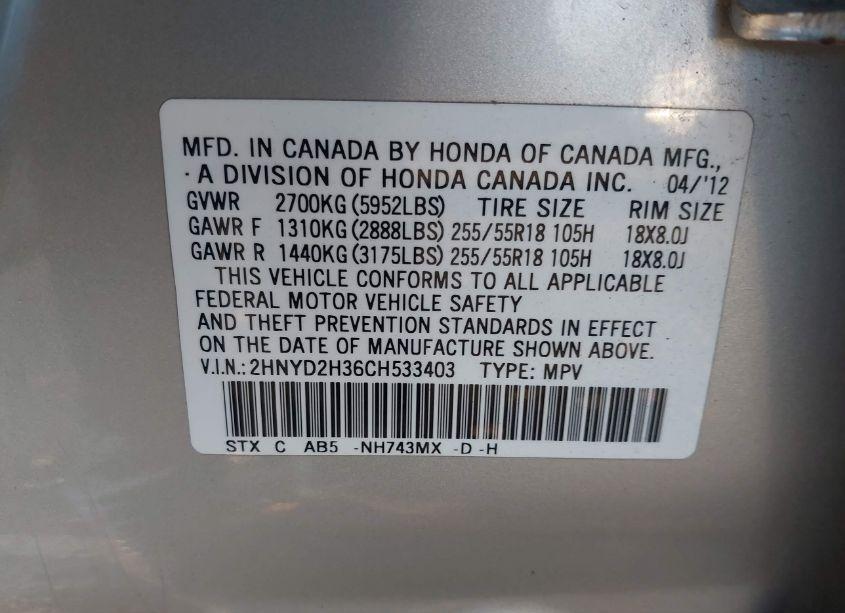 MFD. IN CANADA BY HONDA OF CANADA MFG.,
· A DIVISION OF HONDA CANADA INC. 04/'12
GVWR 2700KG (5952LBS) TIRE SIZE RIM SIZE
GAWR F 1310KG (2888LBS) 255/55R18 105H 18X8.0J
GAWR R 1440KG (3175LBS) 255/55R18 105H 18X8.0J
THIS VEHICLE CONFORMS TO ALL APPLICABLE
FEDERAL MOTOR VEHICLE SAFETY
AND THEFT PREVENTION STANDARDS IN EFFECT
ON THE DATE OF MANUFACTURE SHOWN ABOVE.
V.I.N.: 2HNYD2H36CH533403 TYPE: MPV
STX C AB5 -NH743MX -D -H